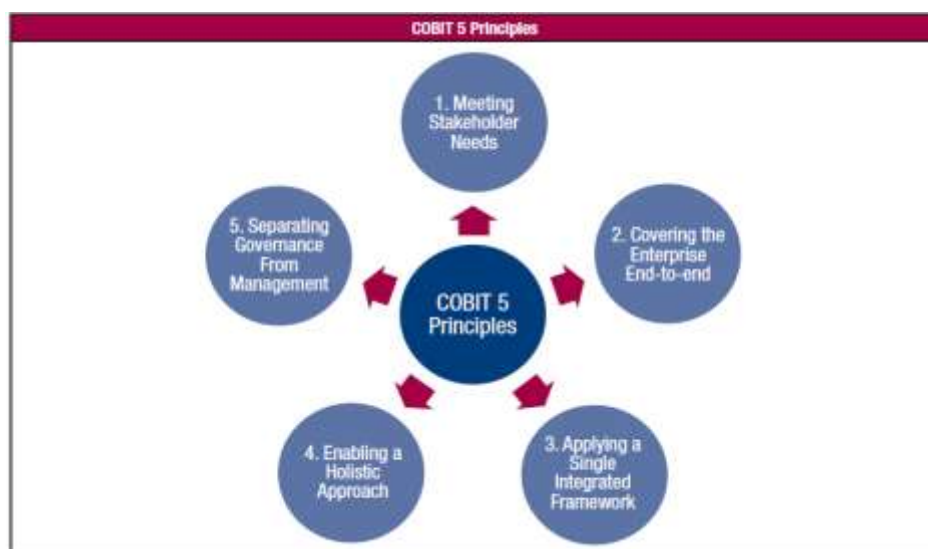 COBIT 5 Principles
1. Meeting
Stakeholder
Needs
5. Separating
Governance
From
Management
2. Covering the
Enterprise
End-to-end
COBIT 5
Principles
4. Enabling a
Holistic
Approach
3. Applying a
Single
Integrated
Framework